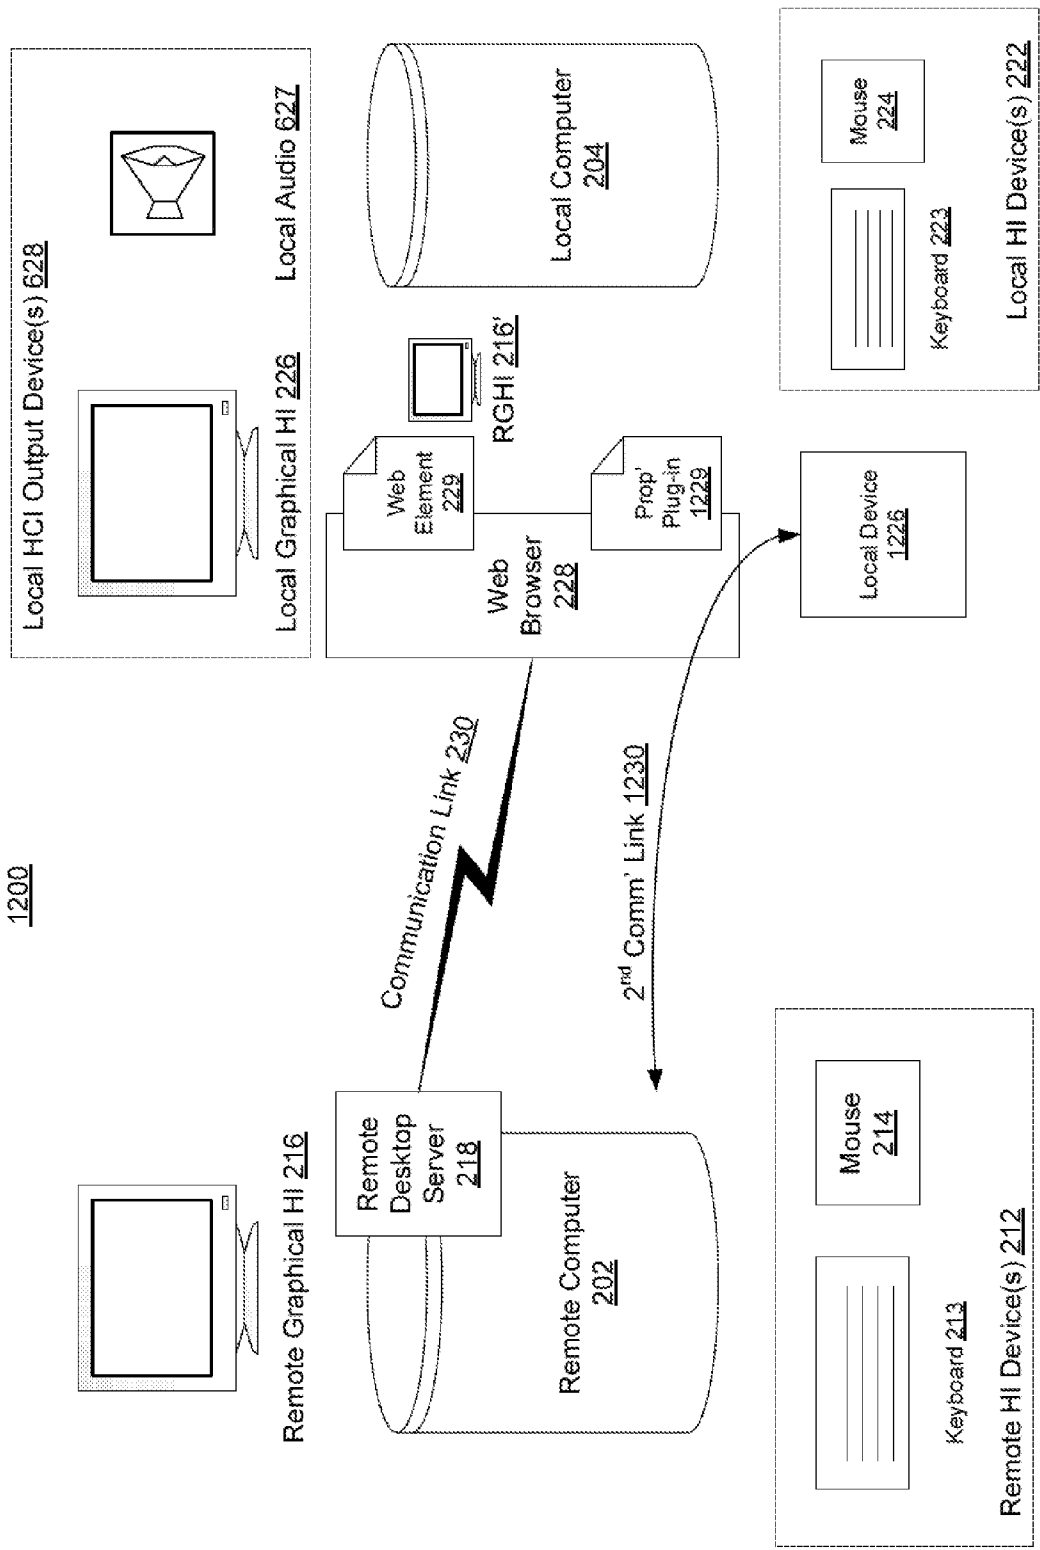 1200
Remote Graphical HI 216
Remote
Desktop
Server
218
Remote Computer
202
Keyboard 213
Mouse
214
Remote HI Device(s) 212
Communication Link 230
2nd Comm' Link 1230
Local HCI Output Device(s) 628
Local Graphical HI 226
Local Audio 627
Web
Element
229
Web
Browser
228
Prop'
Plug-in
1229
RGHI 216'
Local Computer
204
Local Device
1226
Keyboard 223
Mouse
224
Local HI Device(s) 222